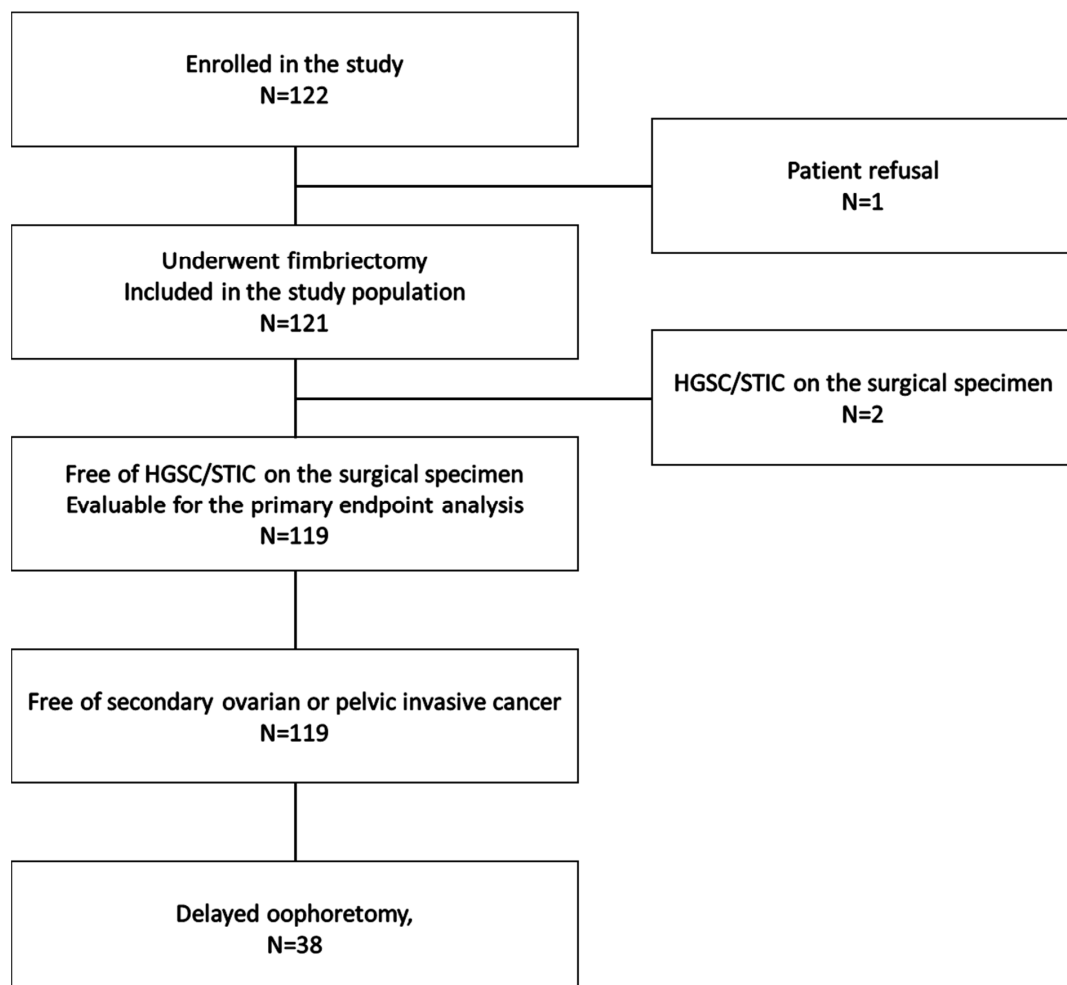 Enrolled in the study
N=122
Patient refusal
N=1
Underwent fimbriectomy
Included in the study population
N=121
HGSC/STIC on the surgical specimen
N=2
Free of HGSC/STIC on the surgical specimen
Evaluable for the primary endpoint analysis
N=119
Free of secondary ovarian or pelvic invasive cancer
N=119
Delayed oophoretomy,
N=38